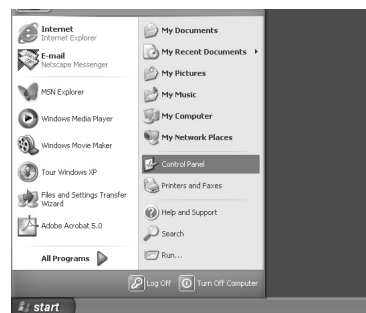 Internet
Internet Explorer
E-mail
Netscape Messenger
MSN Explorer
Windows Media Player
Windows Movie Maker
Tour Windows XP
Files and Settings Transfer
Wizard
Adobe Acrobat 5.0
All Programs
My Documents
My Recent Documents
My Pictures
My Music
My Computer
My Network Places
Control Panel
Printers and Faxes
Help and Support
Search
Run...
Log Off
Turn Off Computer
start